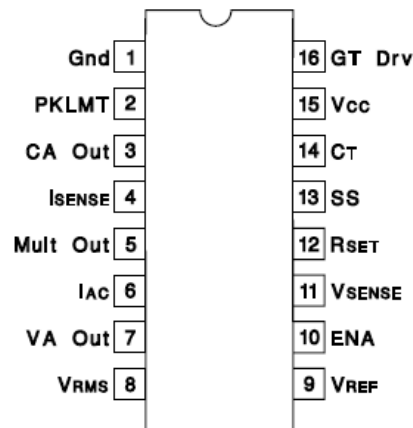 Gnd 1 16 GT Drv
PKLMT 2 15 Vcc
CA Out 3 14 CT
ISENSE 4 13 SS
Mult Out 5 12 RSET
IAC 6 11 VSENSE
VA Out 7 10 ENA
VRMS 8 9 VREF